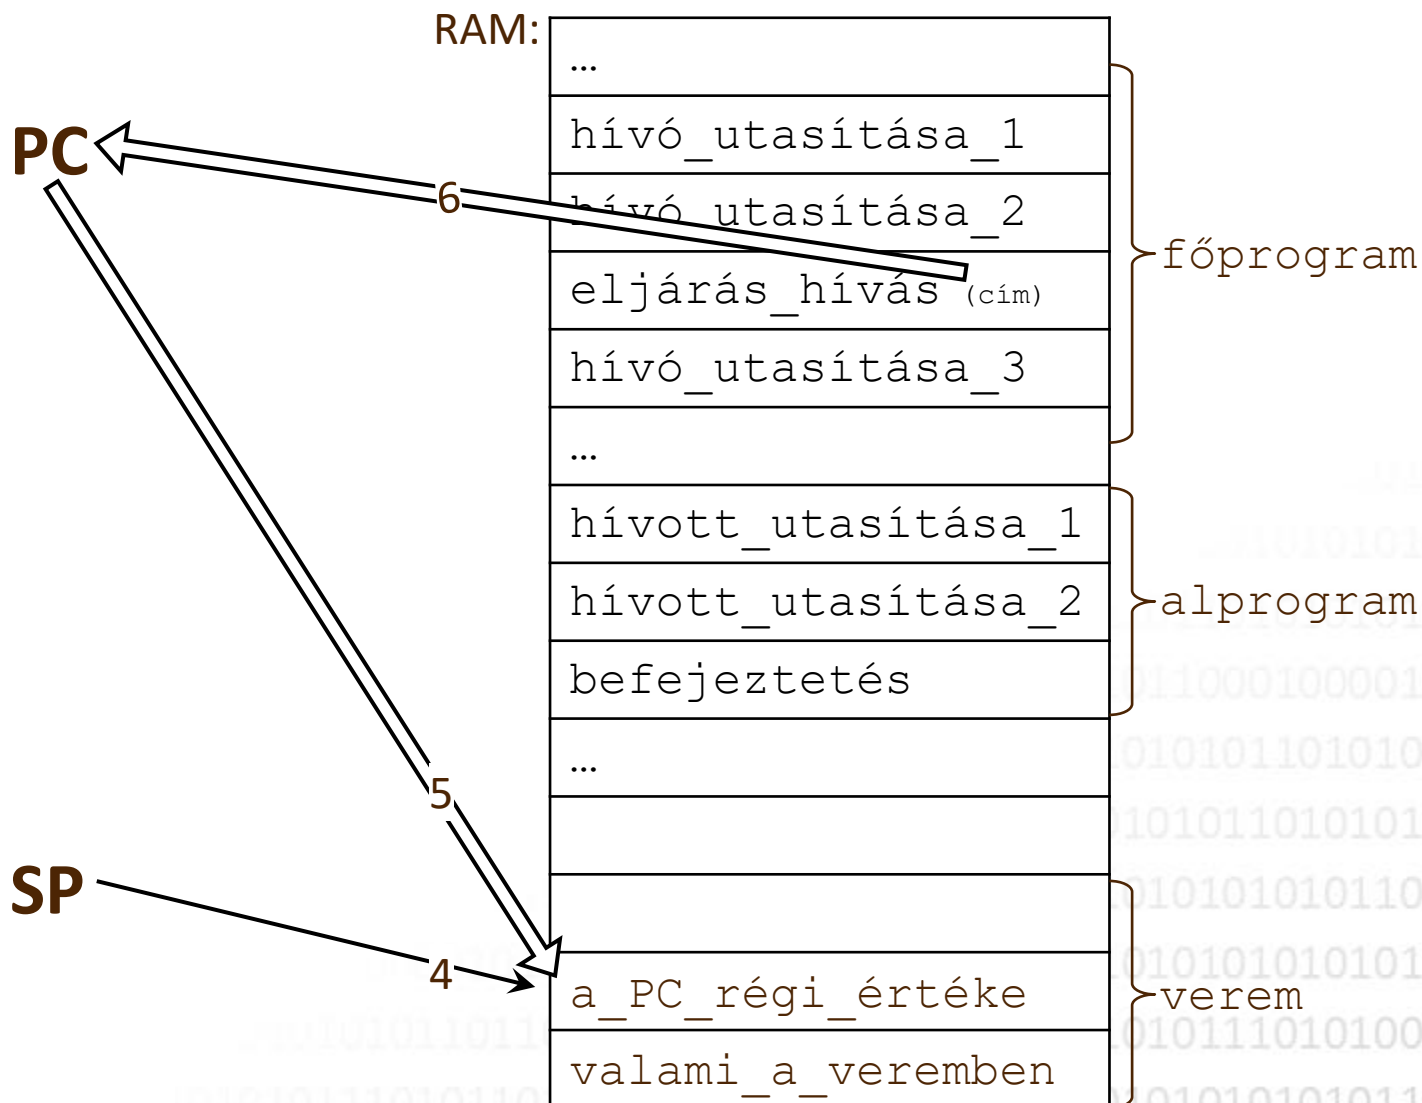 RAM:
…
hívó_utasítása_1
PC
6
hívó_utasítása_2
főprogram
eljárás_hívás (cím)
hívó_utasítása_3
…
hívott_utasítása_1
hívott_utasítása_2
alprogram
befejeztetés
…
5
SP
4
a_PC_régi_értéke
verem
valami_a_veremben